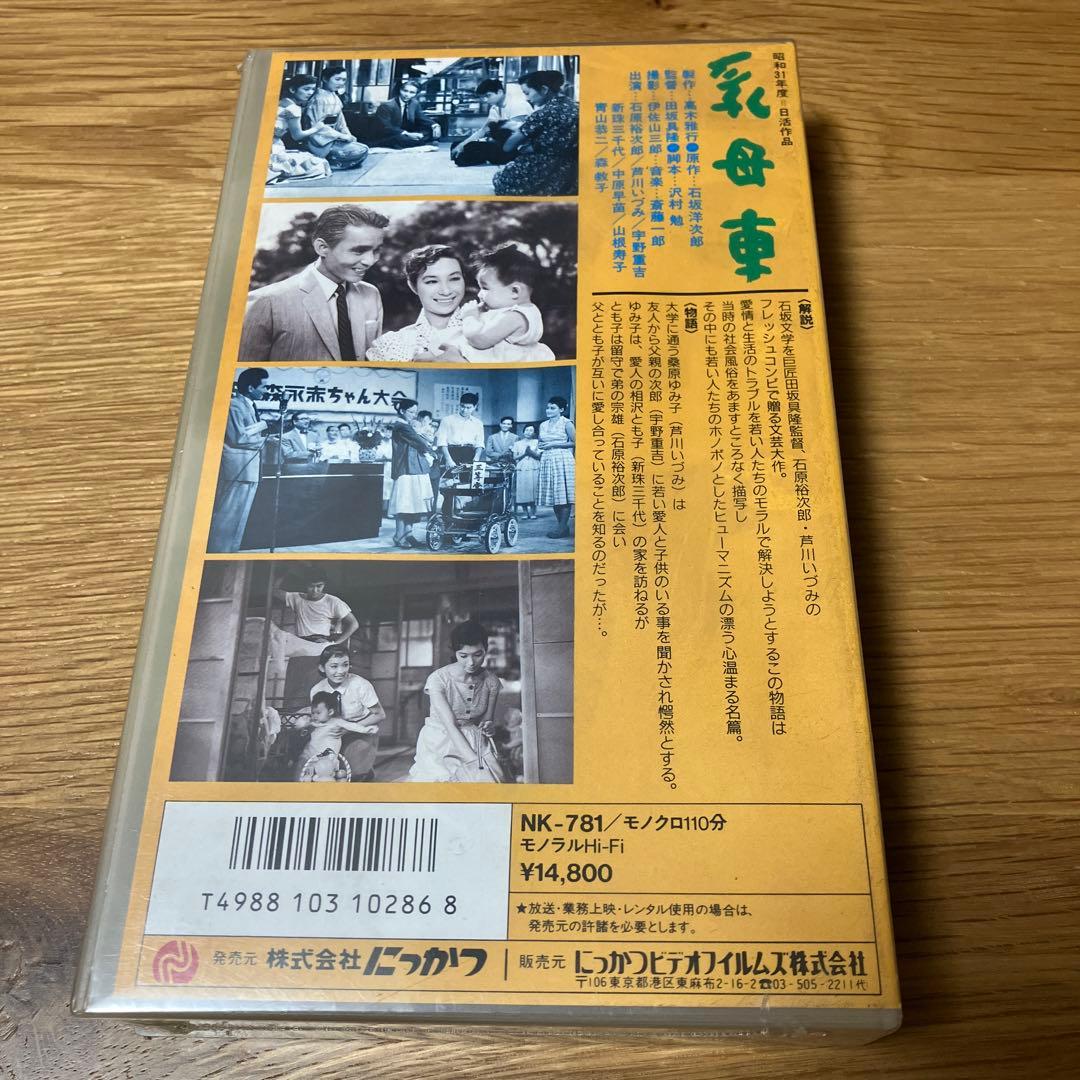 昭和31年度＝日活作品
乳母車
製作…高木雅行●原作…石坂洋次郎
監督…田坂具隆●脚本…沢村 勉
撮影…伊佐山三郎…音楽…斎藤一郎
出演…石原裕次郎／芦川いづみ／宇野重吉
新珠三千代／中原早苗／山根寿子
青山恭二／森 教子
〈解説〉
石坂文学を巨匠田坂具隆監督、石原裕次郎・芦川いづみの
フレッシュコンビで贈る文芸大作。
愛情と生活のトラブルを若い人たちのモラルで解決しようとするこの物語は
当時の社会風俗をあますところなく描写し
その中にも若い人たちのホノボノとしたヒューマニズムの漂う心温まる名篇。
〈物語〉
大学に通う桑原ゆみ子（芦川いづみ）は
友人から父親の次郎（宇野重吉）に若い愛人と子供のいる事を聞かされ愕然とする。
ゆみ子は、愛人の相沢とも子（新珠三千代）の家を訪ねるが
とも子は留守で弟の宗雄（石原裕次郎）に会い
父ととも子が互いに愛し合っていることを知るのだったが…。
森永赤ちゃん大会
T4988 103 10286 8
NK-781／モノクロ110分
モノラルHi-Fi
¥14,800
★放送・業務上映・レンタル使用の場合は、
発売元の許諾を必要とします。
発売元 株式会社にっかつ
販売元 にっかつビデオフイルムズ株式会社
〒106東京都港区東麻布2-16-2☎03-505-2211代